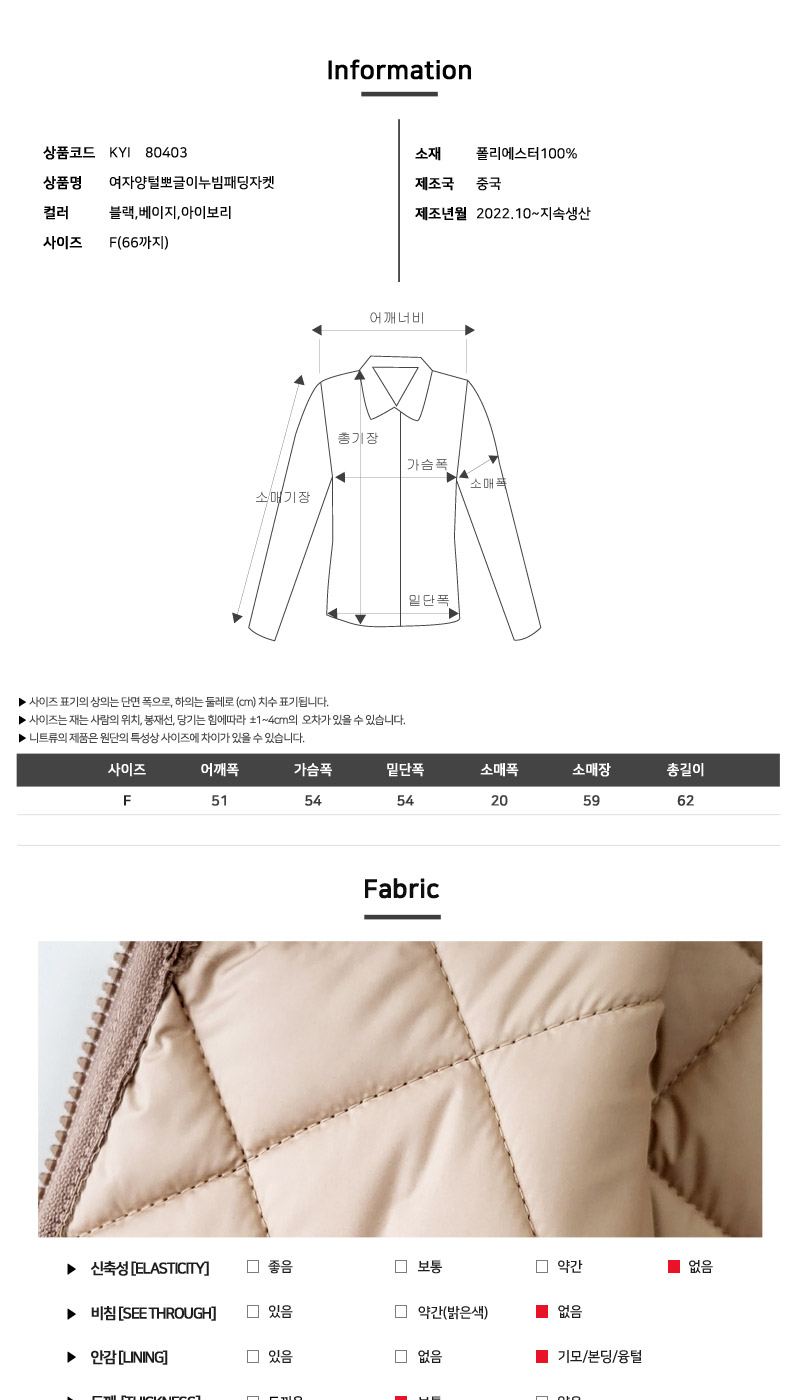 Information
상품코드 KYI 80403
상품명 여자양털뽀글이누빔패딩자켓
컬러 블랙,베이지,아이보리
사이즈 F(66까지)
소재 폴리에스터100%
제조국 중국
제조년월 2022.10~지속생산
어깨너비
총기장
가슴폭
소매폭
소매기장
밑단폭
▶ 사이즈 표기의 상의는 단면 폭으로, 하의는 둘레로 (cm) 치수 표기됩니다.
▶ 사이즈는 재는 사람의 위치, 봉재선, 당기는 힘에따라 ±1~4cm의 오차가 있을 수 있습니다.
▶ 니트류의 제품은 원단의 특성상 사이즈에 차이가 있을 수 있습니다.
사이즈 어깨폭 가슴폭 밑단폭 소매폭 소매장 총길이
F 51 54 54 20 59 62
Fabric
▶ 신축성 [ELASTICITY] 좋음 보통 약간 없음
▶ 비침 [SEE THROUGH] 있음 약간(밝은색) 없음
▶ 안감 [LINING] 있음 없음 기모/본딩/융털